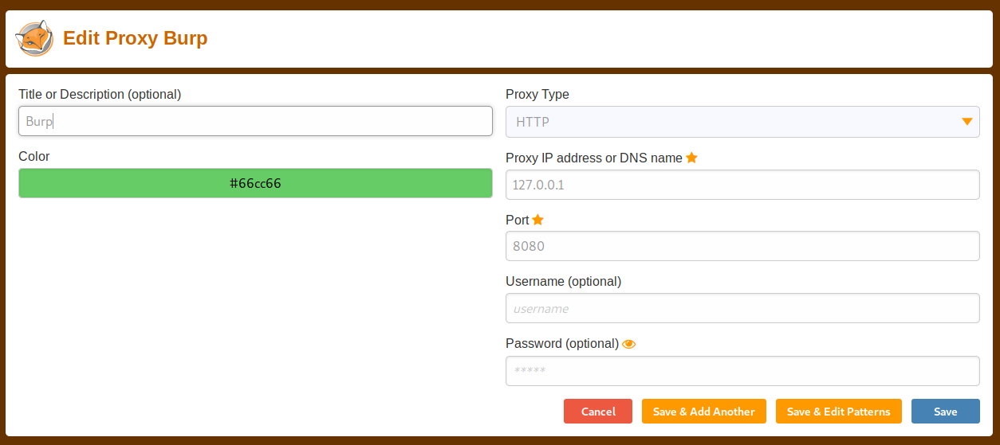 Edit Proxy Burp
Title or Description (optional)
Burp
Color
#66cc66
Proxy Type
HTTP
Proxy IP address or DNS name
127.0.0.1
Port
8080
Username (optional)
username
Password (optional)
*****
Cancel
Save & Add Another
Save & Edit Patterns
Save